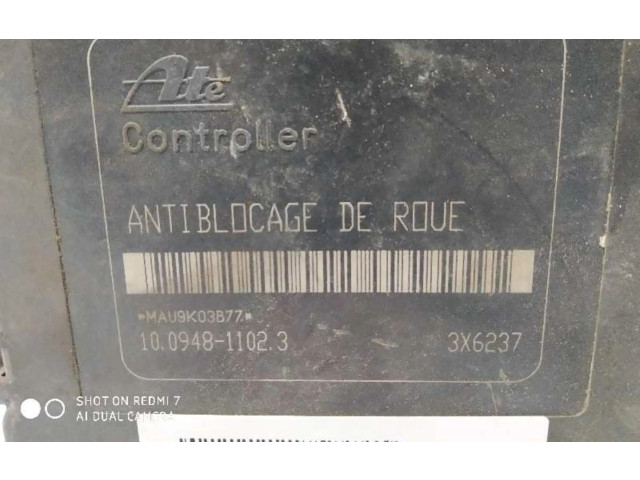 Ate
Controller
ANTIBLOCAGE DE ROUE
*MAU9K03B77*
10.0948-1102.3
3X6237
SHOT ON REDMI 7
AI DUAL CAMERA